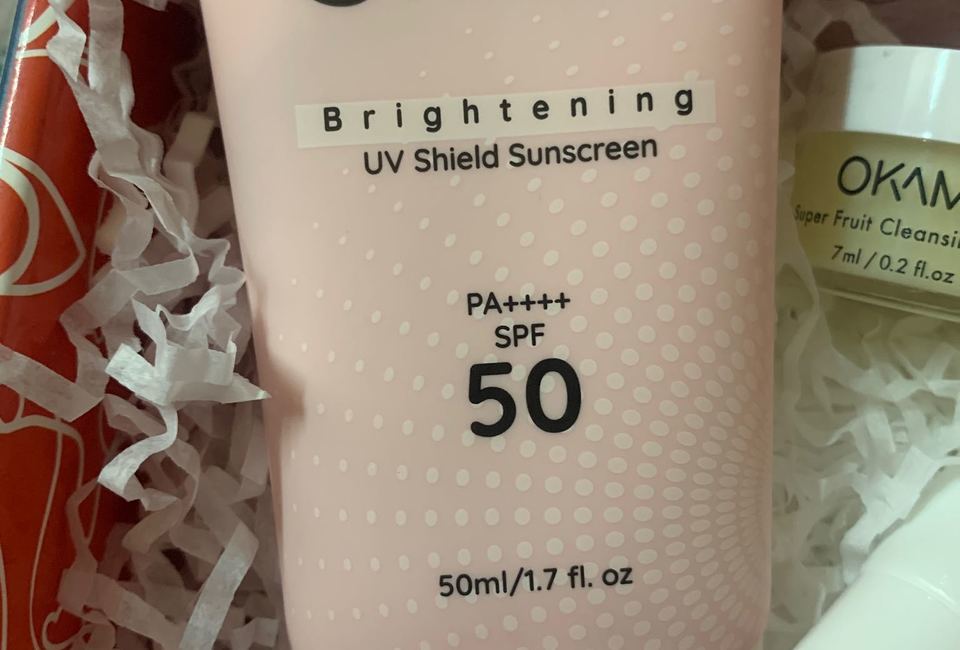 Brightening
UV Shield Sunscreen
PA++++
SPF
50
50ml/1.7 fl. oz
Super Fruit
7ml / 0.2 fl.oz